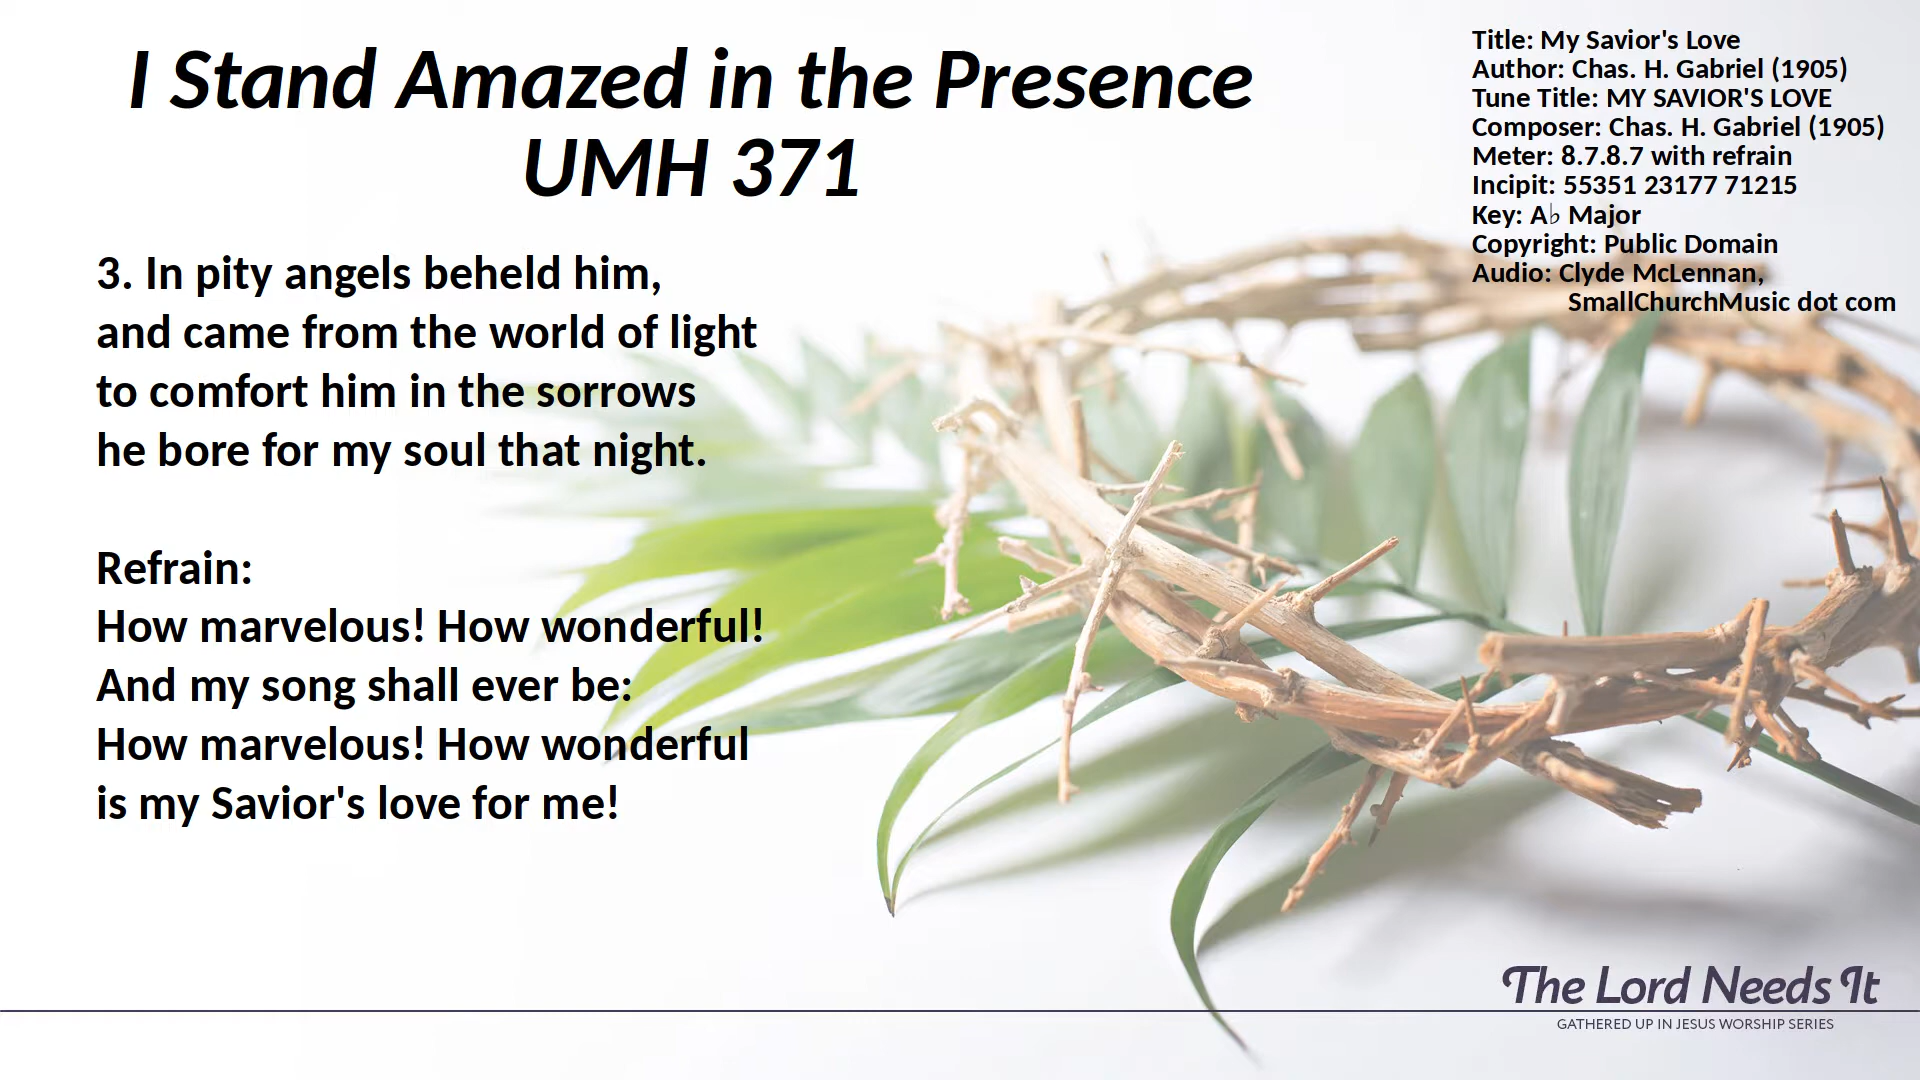 I Stand Amazed in the Presence
UMH 371
Title: My Savior's Love
Author: Chas. H. Gabriel (1905)
Tune Title: MY SAVIOR'S LOVE
Composer: Chas. H. Gabriel (1905)
Meter: 8.7.8.7 with refrain
Incipit: 55351 23177 71215
Key: A♭ Major
Copyright: Public Domain
Audio: Clyde McLennan,
SmallChurchMusic dot com
3. In pity angels beheld him,
and came from the world of light
to comfort him in the sorrows
he bore for my soul that night.
Refrain:
How marvelous! How wonderful!
And my song shall ever be:
How marvelous! How wonderful
is my Savior's love for me!
The Lord Needs It
GATHERED UP IN JESUS WORSHIP SERIES